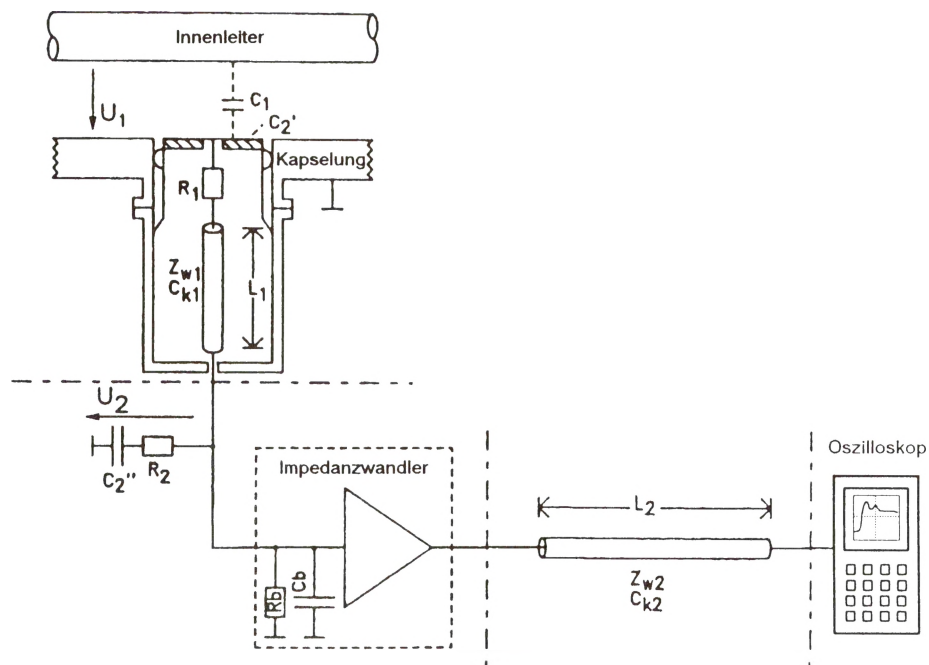 Innenleiter
U1
C1
C2'
Kapselung
R1
Zw1
Ck1
L1
U2
C2''
R2
Impedanzwandler
Rb
Cb
L2
Zw2
Ck2
Oszilloskop